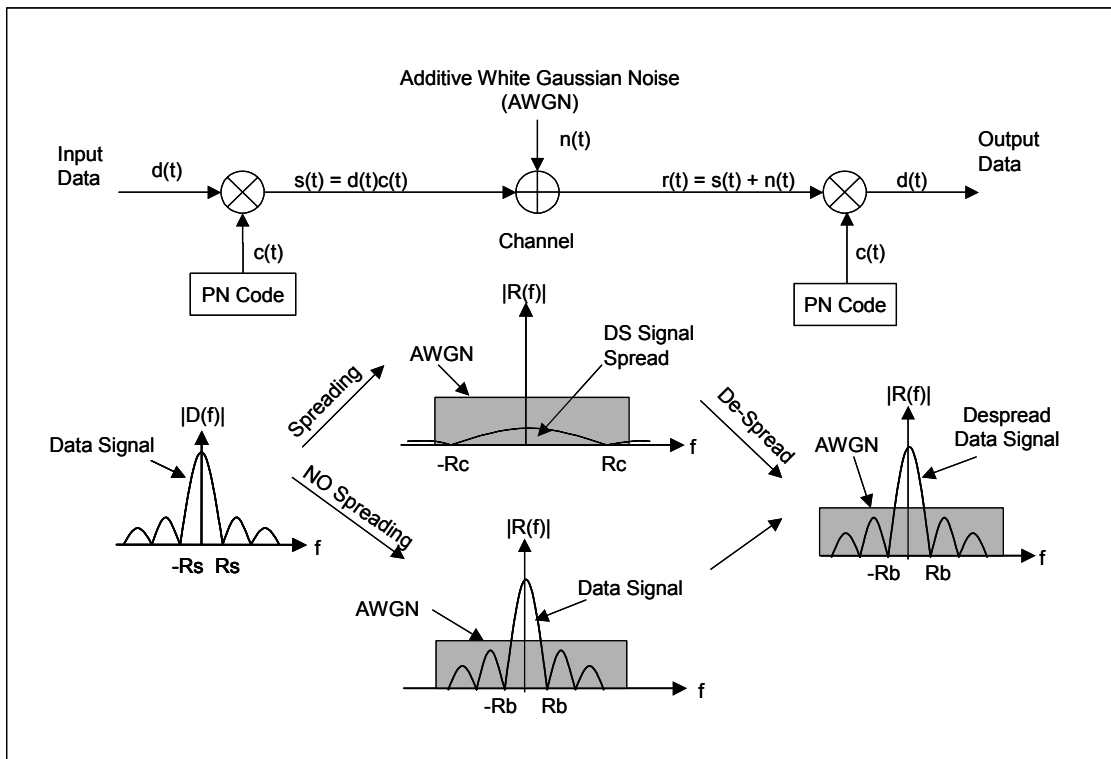 Additive White Gaussian Noise
(AWGN)
n(t)
Input
Data
d(t)
s(t) = d(t)c(t)
r(t) = s(t) + n(t)
d(t)
Output
Data
c(t)
PN Code
Channel
c(t)
PN Code
|R(f)|
AWGN
DS Signal
Spread
-Rc
Rc
f
Spreading
De-Spread
|D(f)|
Data Signal
-Rs
Rs
f
NO Spreading
|R(f)|
AWGN
Data Signal
-Rb
Rb
f
|R(f)|
AWGN
Despread
Data Signal
-Rb
Rb
f